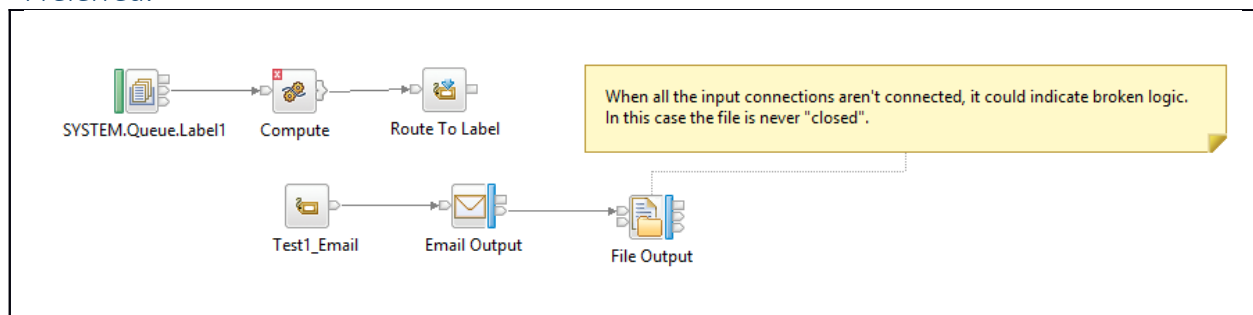 SYSTEM.Queue.Label1
Compute
Route To Label
When all the input connections aren't connected, it could indicate broken logic.
In this case the file is never "closed".
Test1_Email
Email Output
File Output